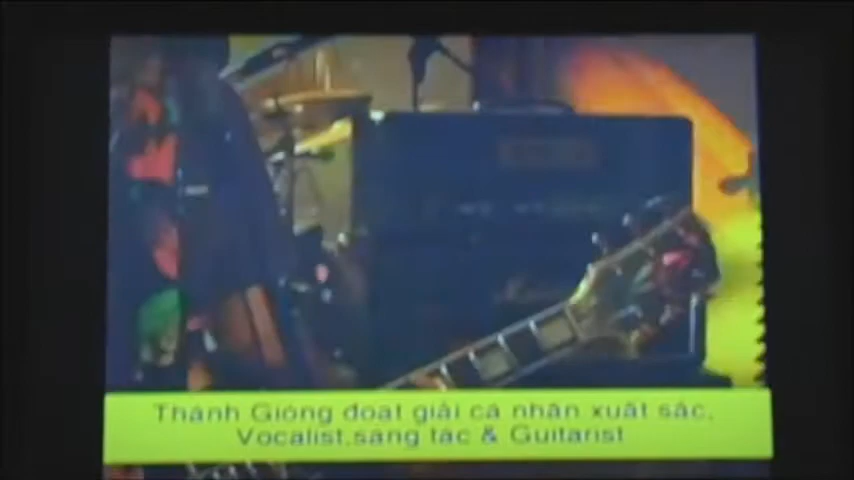 Thánh Gióng đoạt giải cá nhân xuất sắc,
Vocalist,sáng tác & Guitarist